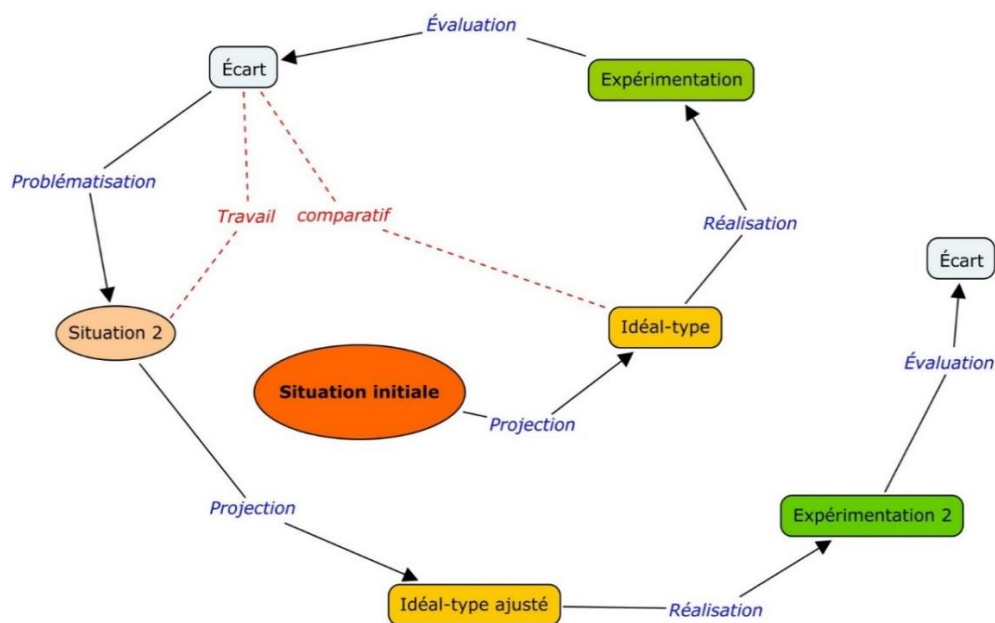 Évaluation
Écart
Expérimentation
Problématisation
Travail comparatif
Réalisation
Écart
Situation 2
Idéal-type
Évaluation
Situation initiale
Projection
Projection
Expérimentation 2
Idéal-type ajusté
Réalisation